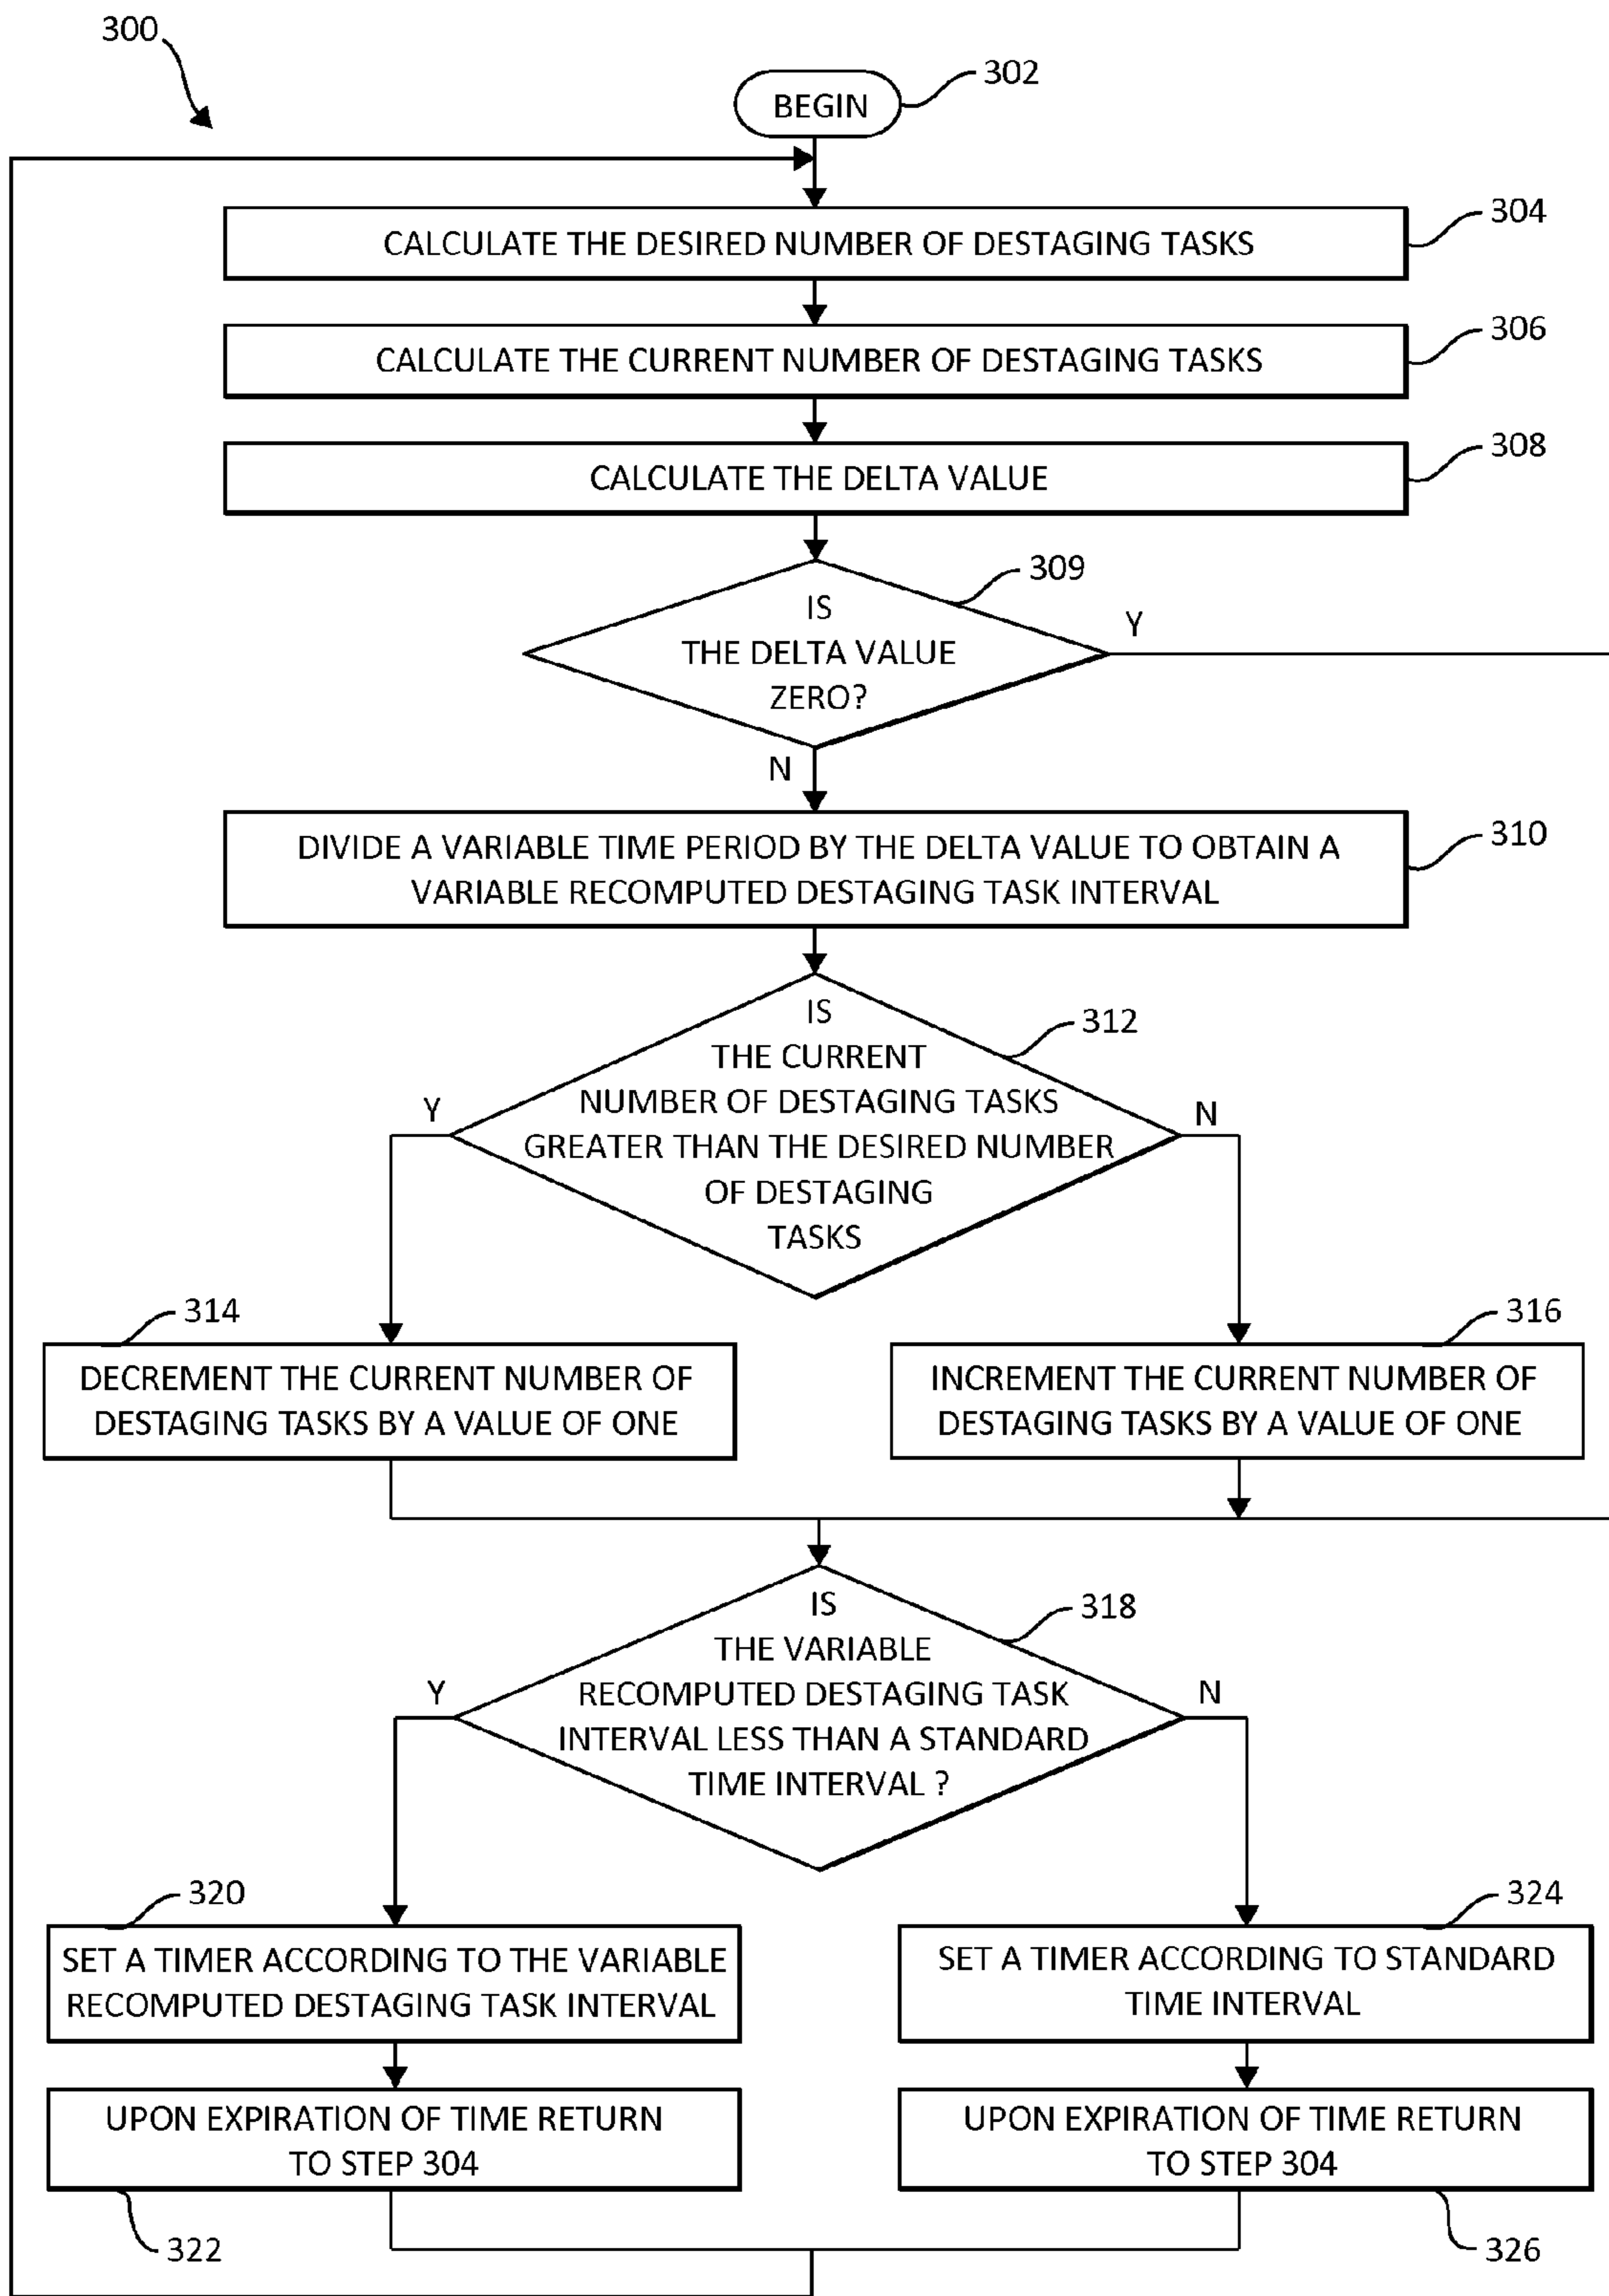 300
302
BEGIN
304
CALCULATE THE DESIRED NUMBER OF DESTAGING TASKS
306
CALCULATE THE CURRENT NUMBER OF DESTAGING TASKS
308
CALCULATE THE DELTA VALUE
309
IS
THE DELTA VALUE
ZERO?
Y
N
310
DIVIDE A VARIABLE TIME PERIOD BY THE DELTA VALUE TO OBTAIN A
VARIABLE RECOMPUTED DESTAGING TASK INTERVAL
312
IS
THE CURRENT
NUMBER OF DESTAGING TASKS
GREATER THAN THE DESIRED NUMBER
OF DESTAGING
TASKS
Y
N
314
DECREMENT THE CURRENT NUMBER OF
DESTAGING TASKS BY A VALUE OF ONE
316
INCREMENT THE CURRENT NUMBER OF
DESTAGING TASKS BY A VALUE OF ONE
318
IS
THE VARIABLE
RECOMPUTED DESTAGING TASK
INTERVAL LESS THAN A STANDARD
TIME INTERVAL ?
Y
N
320
SET A TIMER ACCORDING TO THE VARIABLE
RECOMPUTED DESTAGING TASK INTERVAL
324
SET A TIMER ACCORDING TO STANDARD
TIME INTERVAL
UPON EXPIRATION OF TIME RETURN
TO STEP 304
322
UPON EXPIRATION OF TIME RETURN
TO STEP 304
326